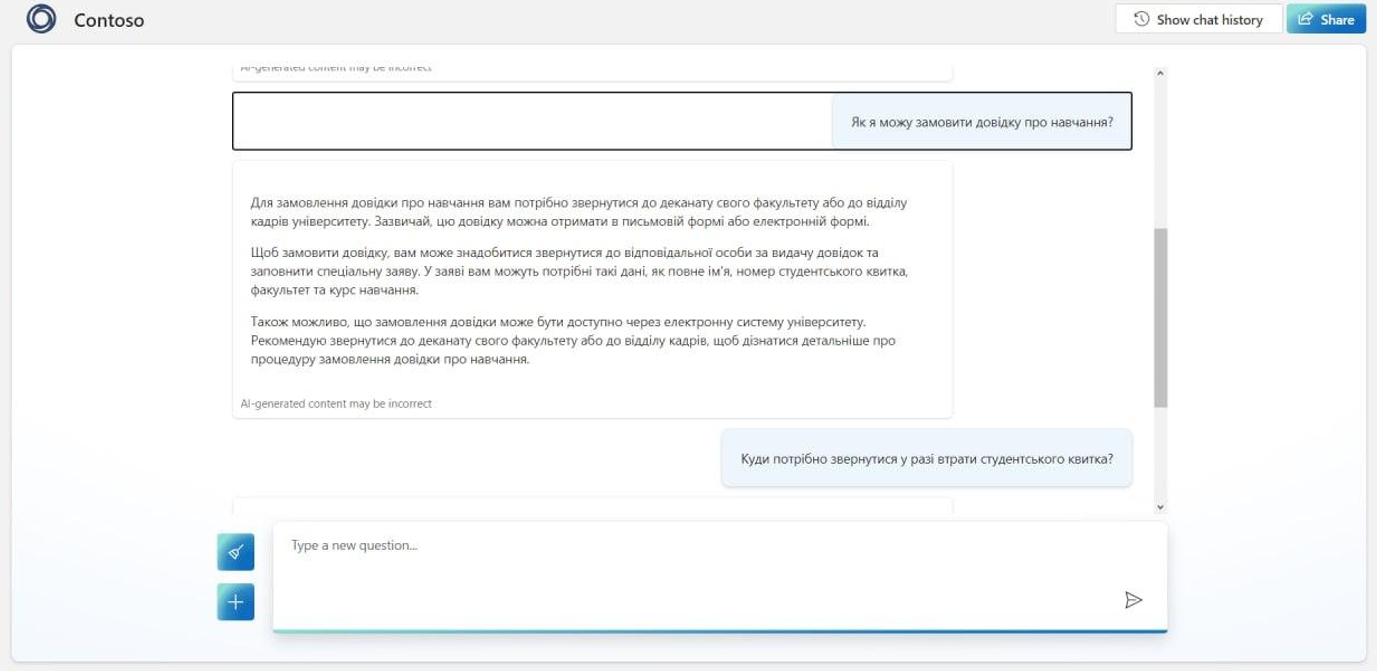 Contoso
Show chat history
Share
AI-generated content may be incorrect
Як я можу замовити довідку про навчання?
Для замовлення довідки про навчання вам потрібно звернутися до деканату свого факультету або до відділу
кадрів університету. Зазвичай, цю довідку можна отримати в письмовій формі або електронній формі.
Щоб замовити довідку, вам може знадобитися звернутися до відповідальної особи за видачу довідок та
заповнити спеціальну заяву. У заяві вам можуть потрібні такі дані, як повне ім'я, номер студентського квитка,
факультет та курс навчання.
Також можливо, що замовлення довідки може бути доступно через електронну систему університету.
Рекомендую звернутися до деканату свого факультету або до відділу кадрів, щоб дізнатися детальніше про
процедуру замовлення довідки про навчання.
AI-generated content may be incorrect
Куди потрібно звернутися у разі втрати студентського квитка?
Type a new question...